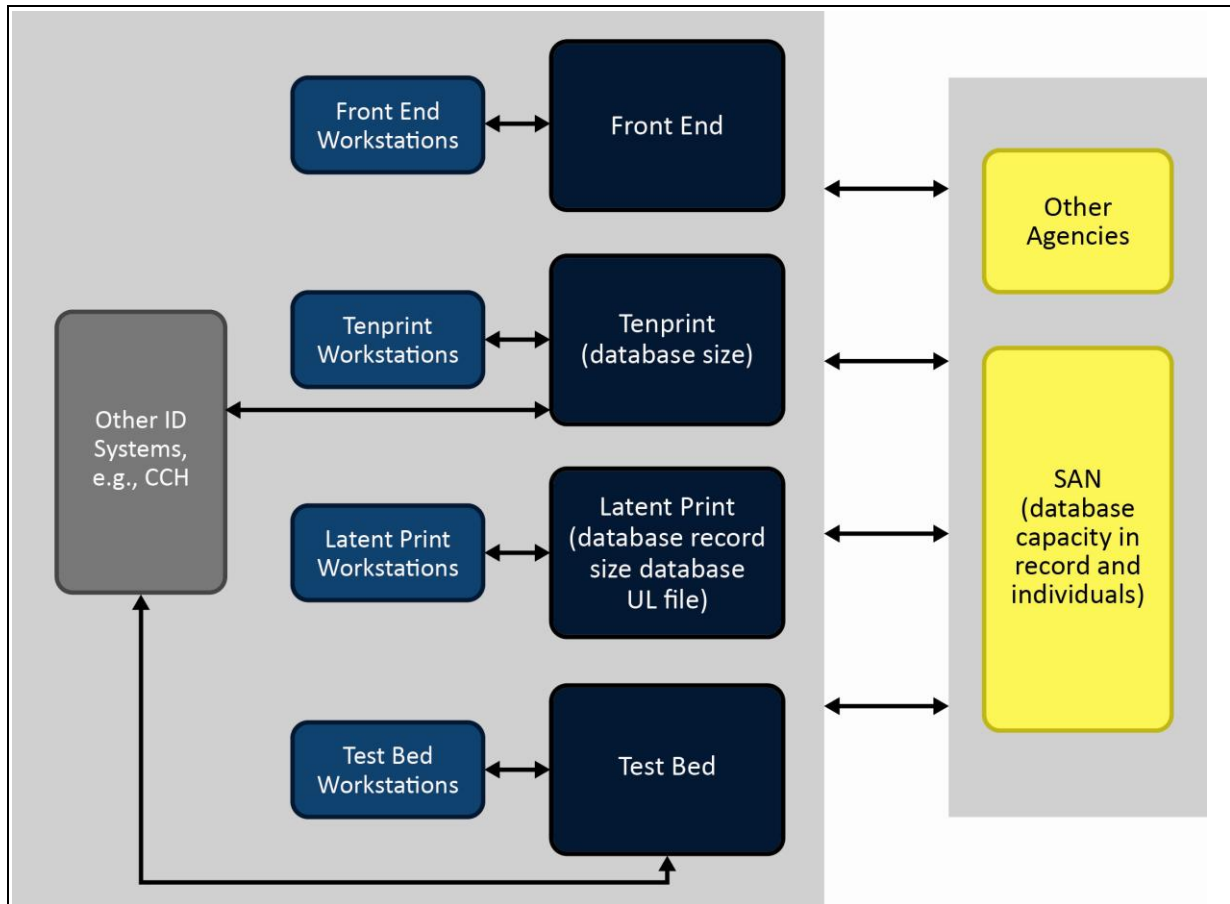 Front End
Workstations
Front End
Other
Agencies
Tenprint
Workstations
Tenprint
(database size)
Other ID
Systems,
e.g., CCH
Latent Print
Workstations
Latent Print
(database record
size database
UL file)
SAN
(database
capacity in
record and
individuals)
Test Bed
Workstations
Test Bed